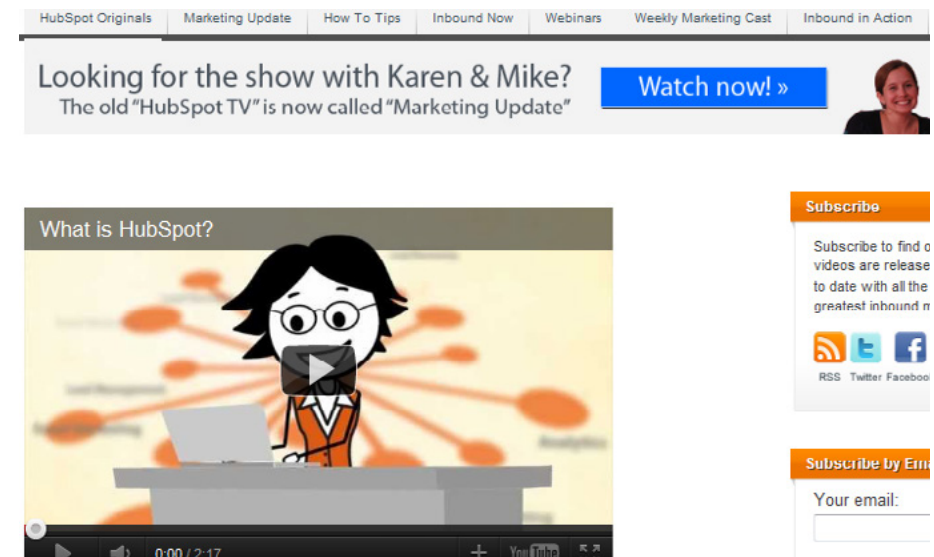 HubSpot Originals Marketing Update How To Tips Inbound Now Webinars Weekly Marketing Cast Inbound in Action
Looking for the show with Karen & Mike?
The old "HubSpot TV" is now called "Marketing Update"
Watch now! »
What is HubSpot?
Lead Management
Analytics
0:00 / 2:17
YouTube
Subscribe
Subscribe to find o
videos are release
to date with all the
greatest inbound m
RSS Twitter Facebook
Subscribe by Ema
Your email: